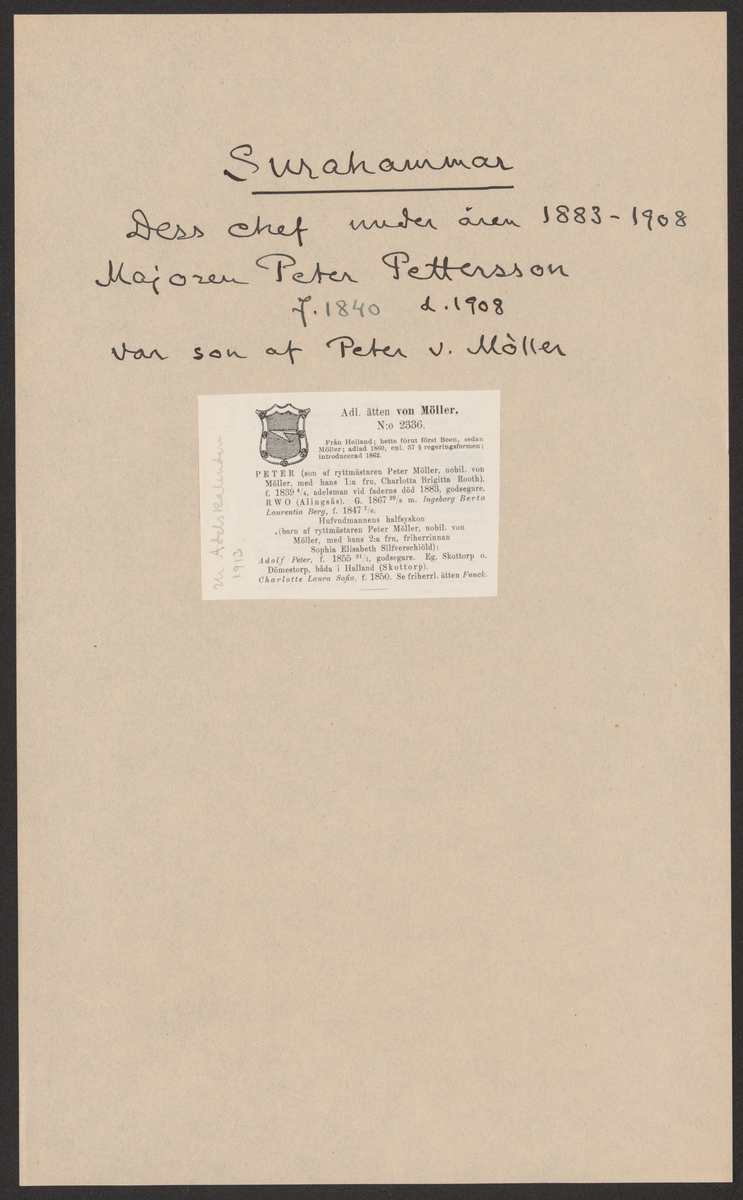 Surahammar
Dess chef under åren 1883-1908
Majoren Peter Pettersson
f. 1840 d. 1908
var son af Peter v. Möller
Adl. ätten von Möller,
N:o 2336.
Från Holland; hette förut först Been, sedan
Möller; adlad 1860, enl. 37 § regeringsformen;
introducerad 1862.
PETER (son af ryttmästaren Peter Möller, nobil. von
Möller, med hans 1:a fru, Charlotta Brigitta Rooth),
f. 1839 4/4, adelsman vid faderns död 1883, godsegare.
RWO (Alingsås). G. 1867 20/8 m. Ingeborg Berta
Laurentia Berg, f. 1847 7/6.
Hufvudmannens halfsyskon
(barn af ryttmästaren Peter Möller, nobil. von
Möller, med hans 2:a fru, friherrinnan
Sophia Elisabeth Silfverschiöld):
Adolf Peter, f. 1855 31/1, godsegare. Eg. Skottorp o.
Dömestorp, båda i Halland (Skottorp).
Charlotte Laura Sofia, f. 1850. Se friherrl. ätten Funck.
ur Adelskalendern
1913.